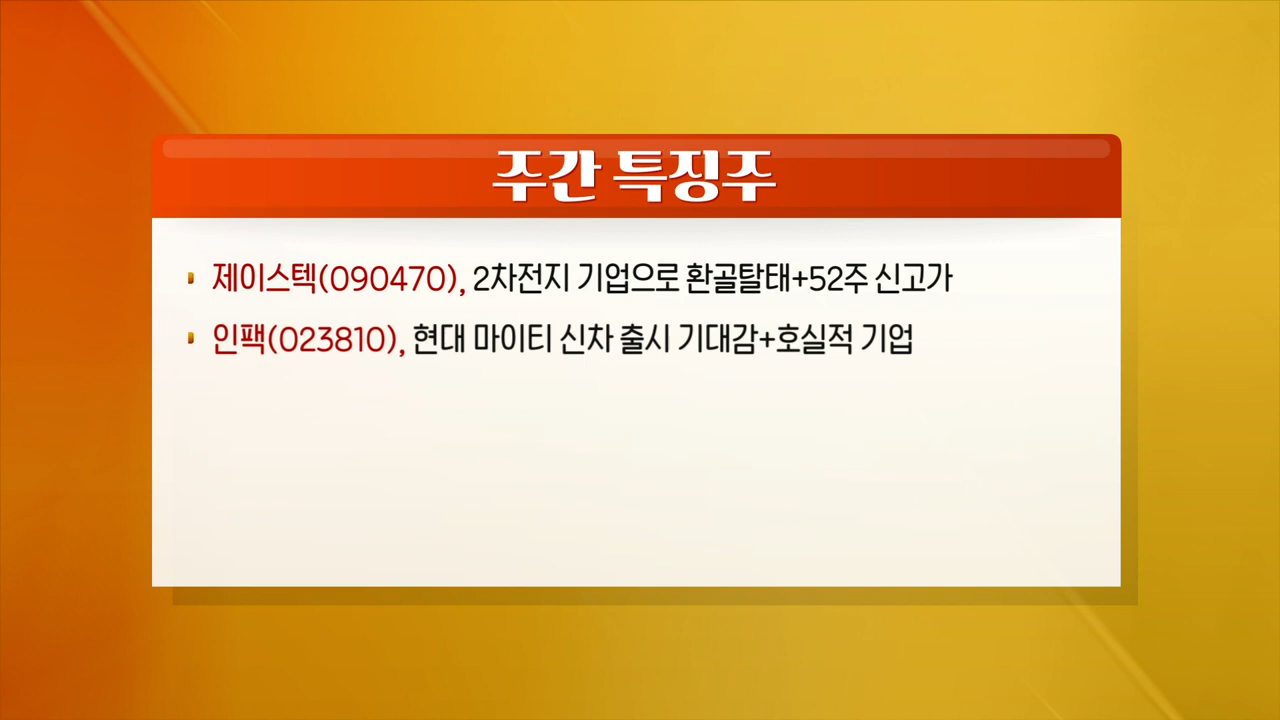 주간 특징주
제이스텍(090470), 2차전지 기업으로 환골탈태+52주 신고가
인팩(023810), 현대 마이티 신차 출시 기대감+호실적 기업